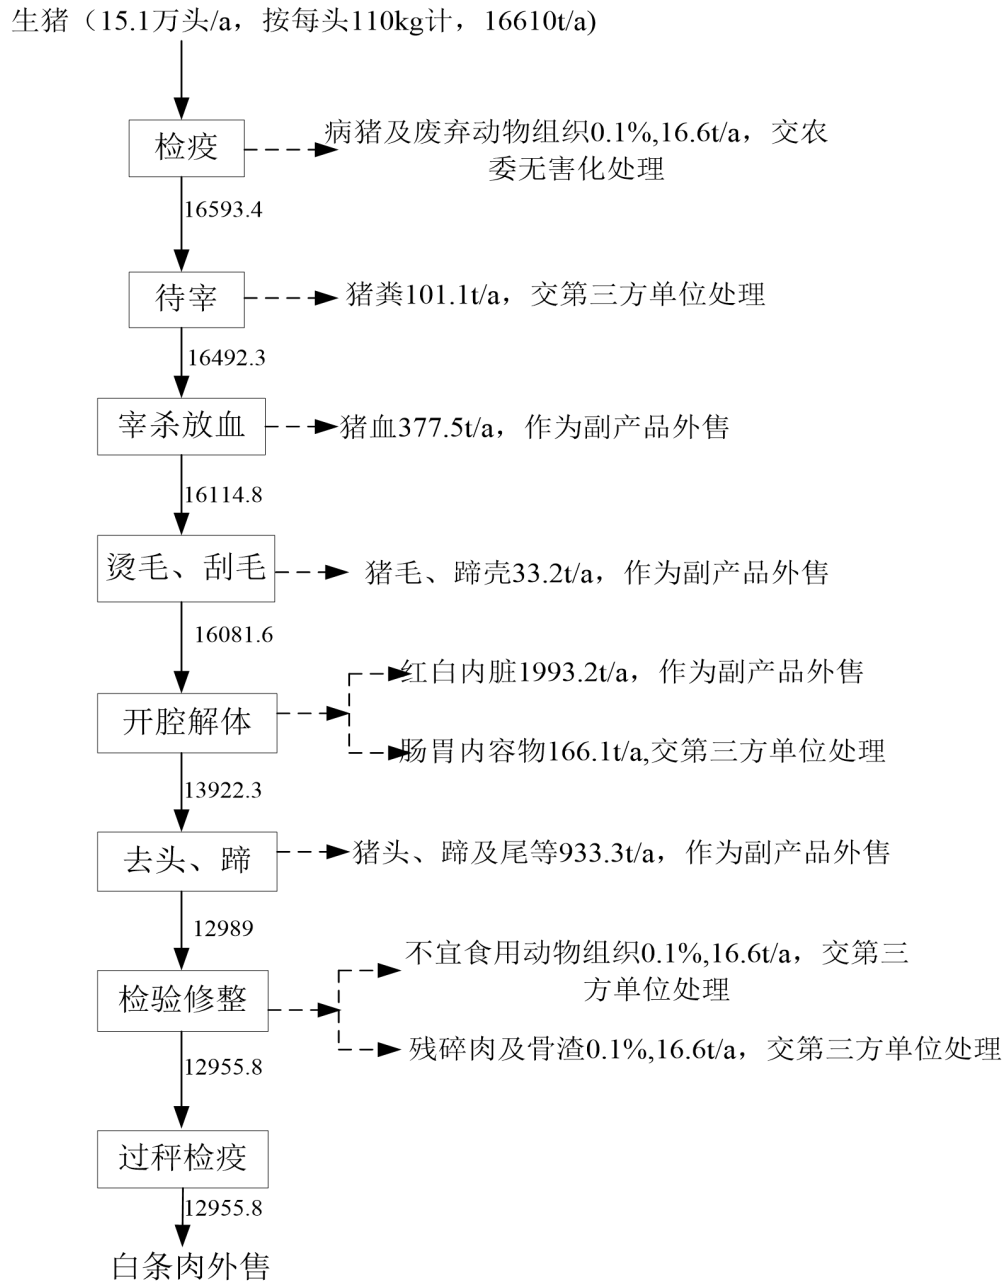 生猪（15.1万头/a，按每头110kg计，16610t/a)
检疫
病猪及废弃动物组织0.1%,16.6t/a，交农
委无害化处理
16593.4
待宰
猪粪101.1t/a，交第三方单位处理
16492.3
宰杀放血
猪血377.5t/a，作为副产品外售
16114.8
烫毛、刮毛
猪毛、蹄壳33.2t/a，作为副产品外售
16081.6
红白内脏1993.2t/a，作为副产品外售
开腔解体
肠胃内容物166.1t/a,交第三方单位处理
13922.3
去头、蹄
猪头、蹄及尾等933.3t/a，作为副产品外售
12989
不宜食用动物组织0.1%,16.6t/a，交第三
方单位处理
检验修整
残碎肉及骨渣0.1%,16.6t/a，交第三方单位处理
12955.8
过秤检疫
12955.8
白条肉外售